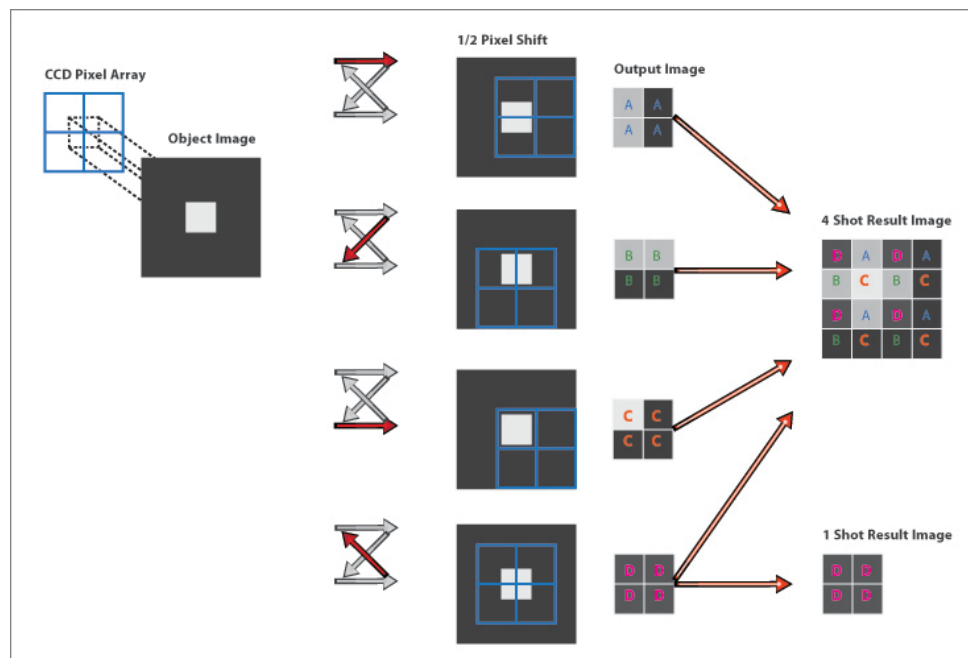 1/2 Pixel Shift
CCD Pixel Array
Output Image
A A
A A
Object Image
4 Shot Result Image
B B
B B
D A D A
B C B C
D A D A
B C B C
C C
C C
1 Shot Result Image
D D
D D
D D
D D